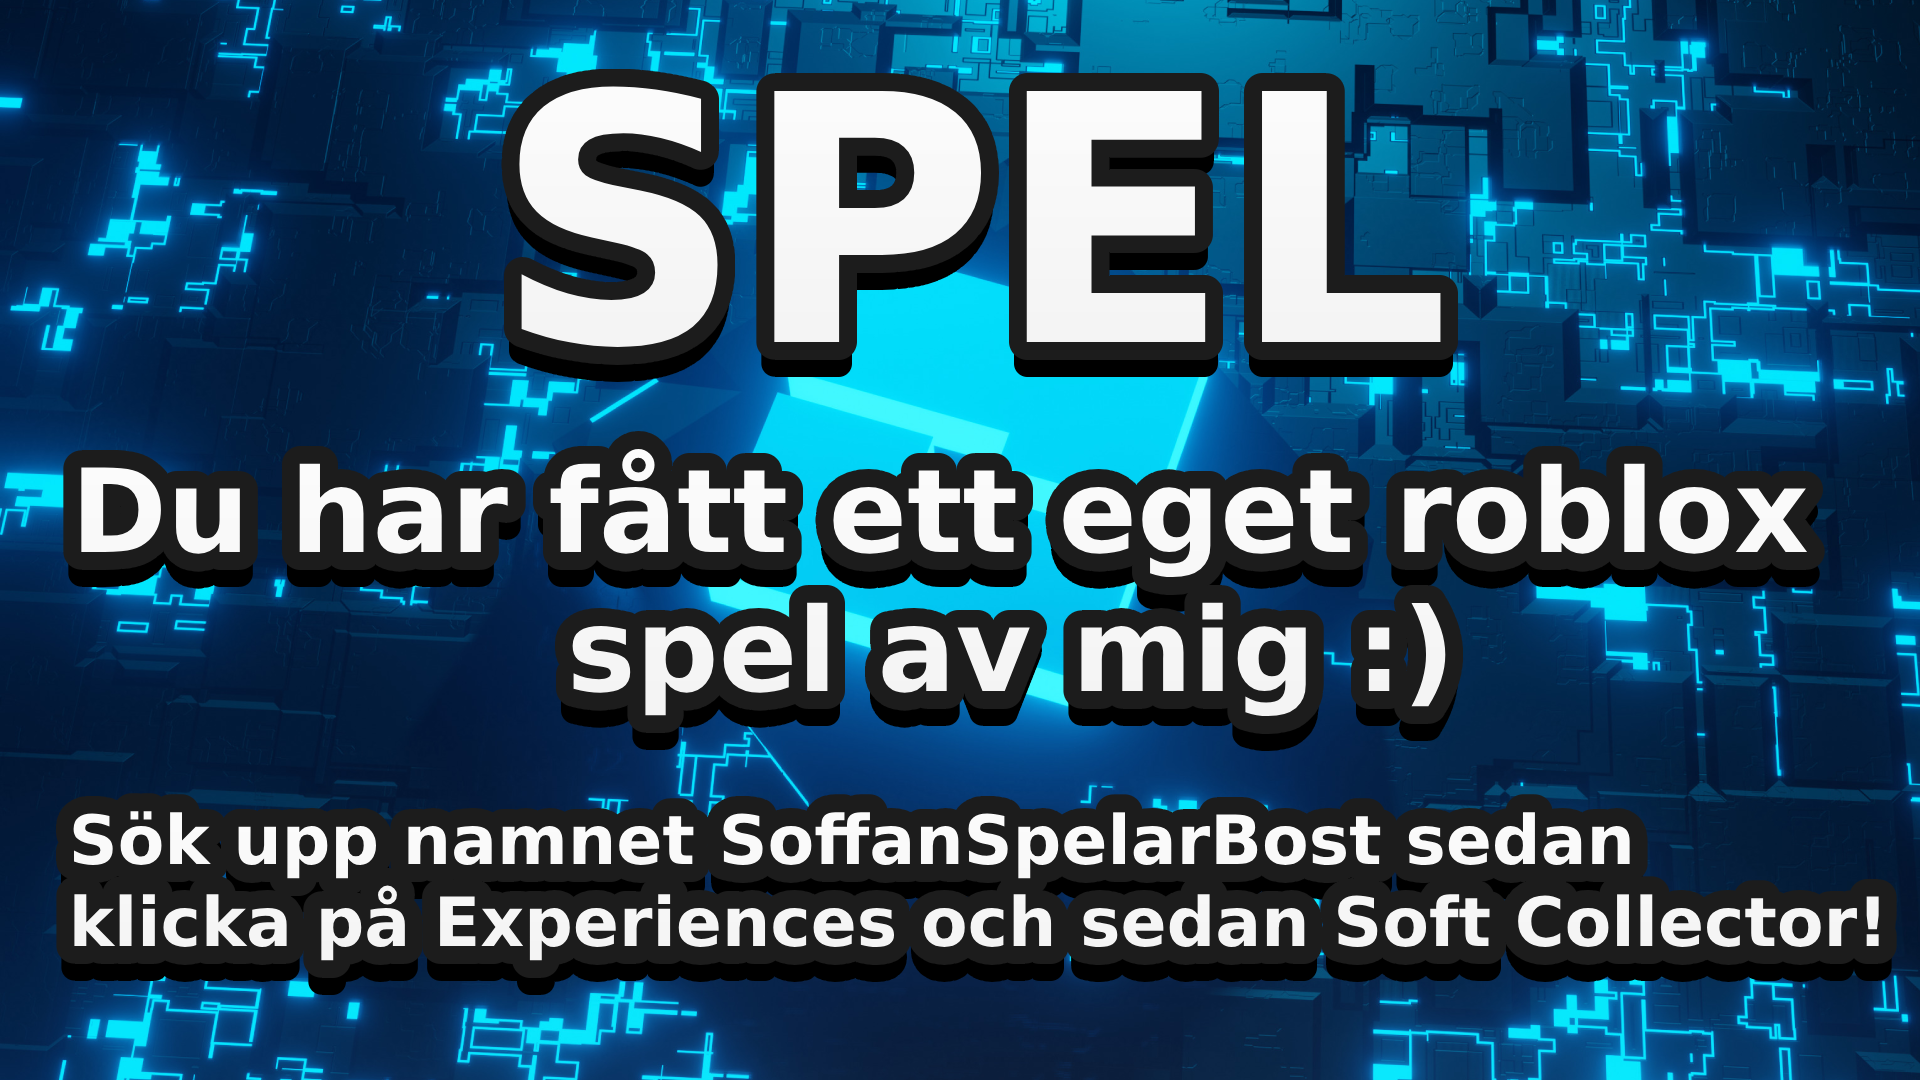 SPEL
Du har fått ett eget roblox
spel av mig :)
Sök upp namnet SoffanSpelarBost sedan
klicka på Experiences och sedan Soft Collector!